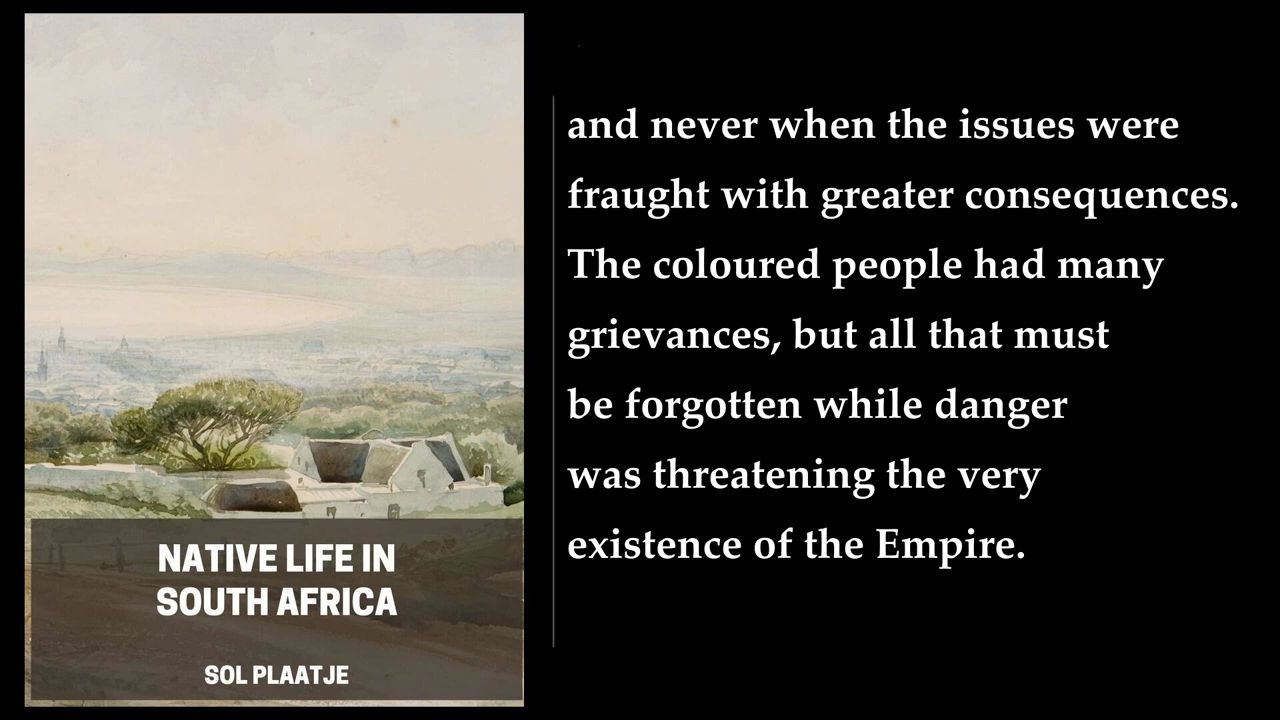 NATIVE LIFE IN
SOUTH AFRICA
SOL PLAATJE
and never when the issues were
fraught with greater consequences.
The coloured people had many
grievances, but all that must
be forgotten while danger
was threatening the very
existence of the Empire.